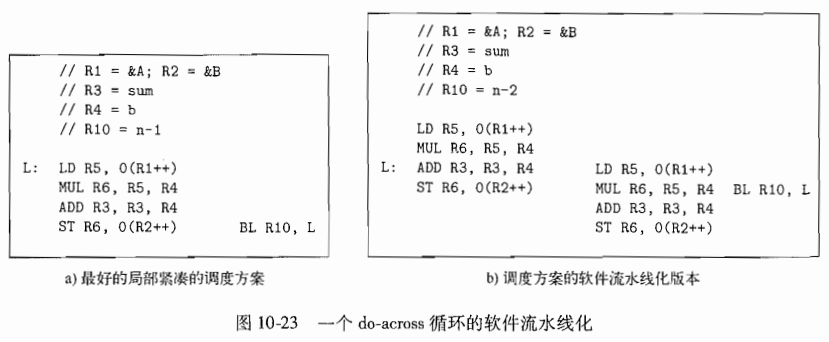 // R1 = &A; R2 = &B
// R3 = sum
// R4 = b
// R10 = n-1
L: LD R5, 0(R1++)
MUL R6, R5, R4
ADD R3, R3, R4
ST R6, 0(R2++) BL R10, L
a) 最好的局部紧凑的调度方案
// R1 = &A; R2 = &B
// R3 = sum
// R4 = b
// R10 = n-2
LD R5, 0(R1++)
MUL R6, R5, R4
L: ADD R3, R3, R4 LD R5, 0(R1++)
ST R6, 0(R2++) MUL R6, R5, R4 BL R10, L
ADD R3, R3, R4
ST R6, 0(R2++)
b) 调度方案的软件流水线化版本
图 10-23 一个 do-across 循环的软件流水线化